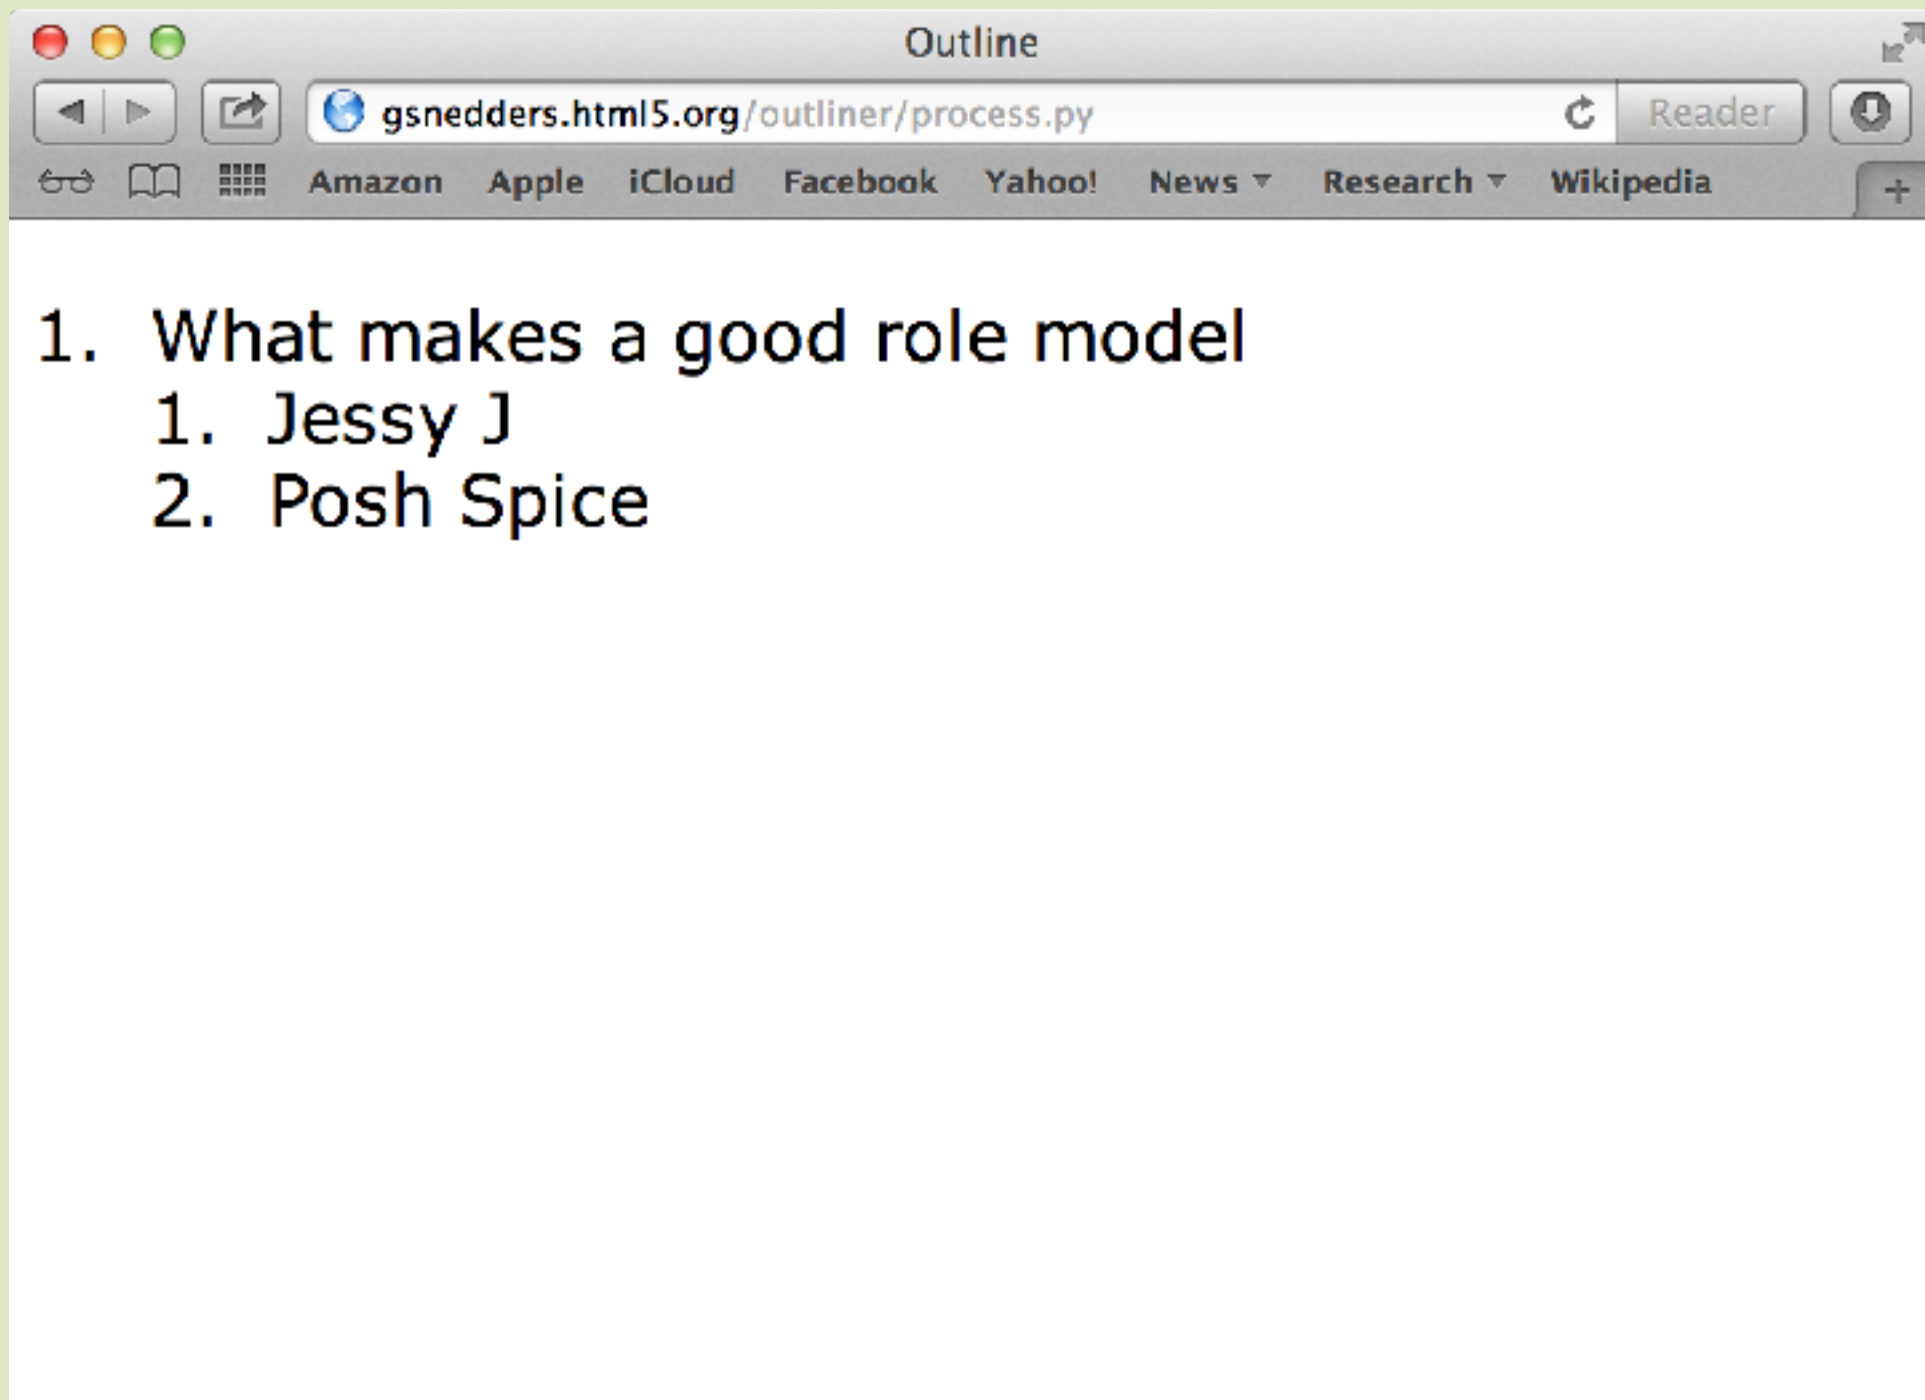 Outline
gsnedders.html5.org/outliner/process.py
Reader
Amazon Apple iCloud Facebook Yahoo! News Research Wikipedia
1. What makes a good role model
1. Jessy J
2. Posh Spice